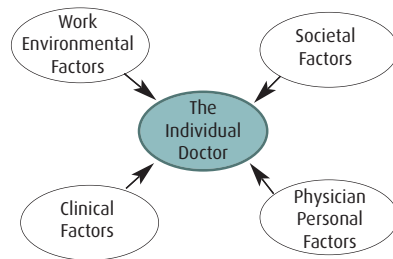 Work
Environmental
Factors
Societal
Factors
The
Individual
Doctor
Clinical
Factors
Physician
Personal
Factors